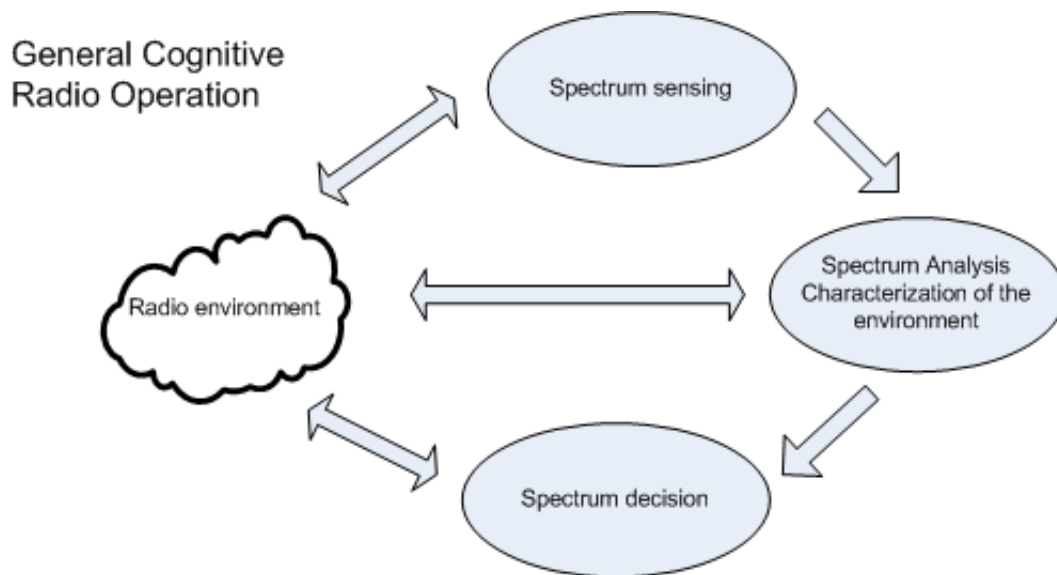 General Cognitive
Radio Operation
Spectrum sensing
Radio environment
Spectrum Analysis
Characterization of the
environment
Spectrum decision